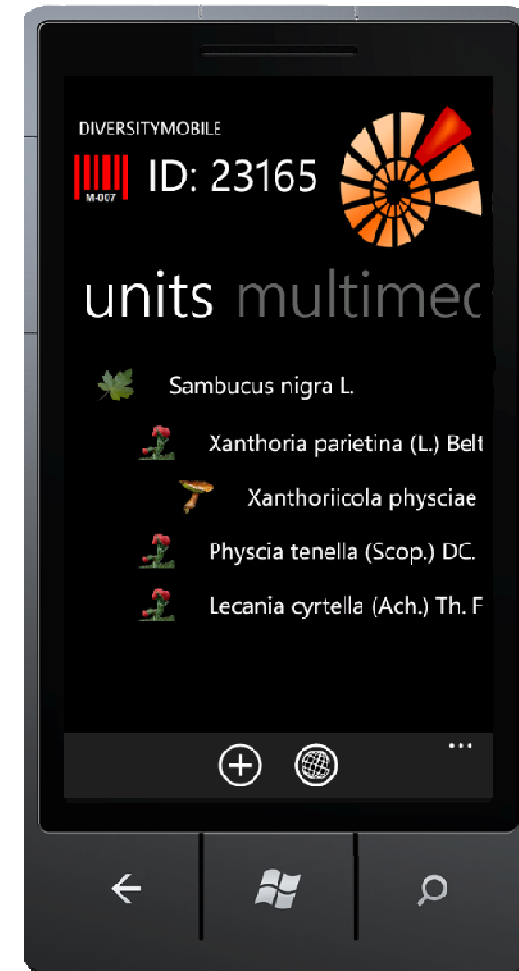 DIVERSITYMOBILE
ID: 23165
M-007
units multimec
Sambucus nigra L.
Xanthoria parietina (L.) Belt
Xanthoriicola physciae
Physcia tenella (Scop.) DC.
Lecania cyrtella (Ach.) Th. F